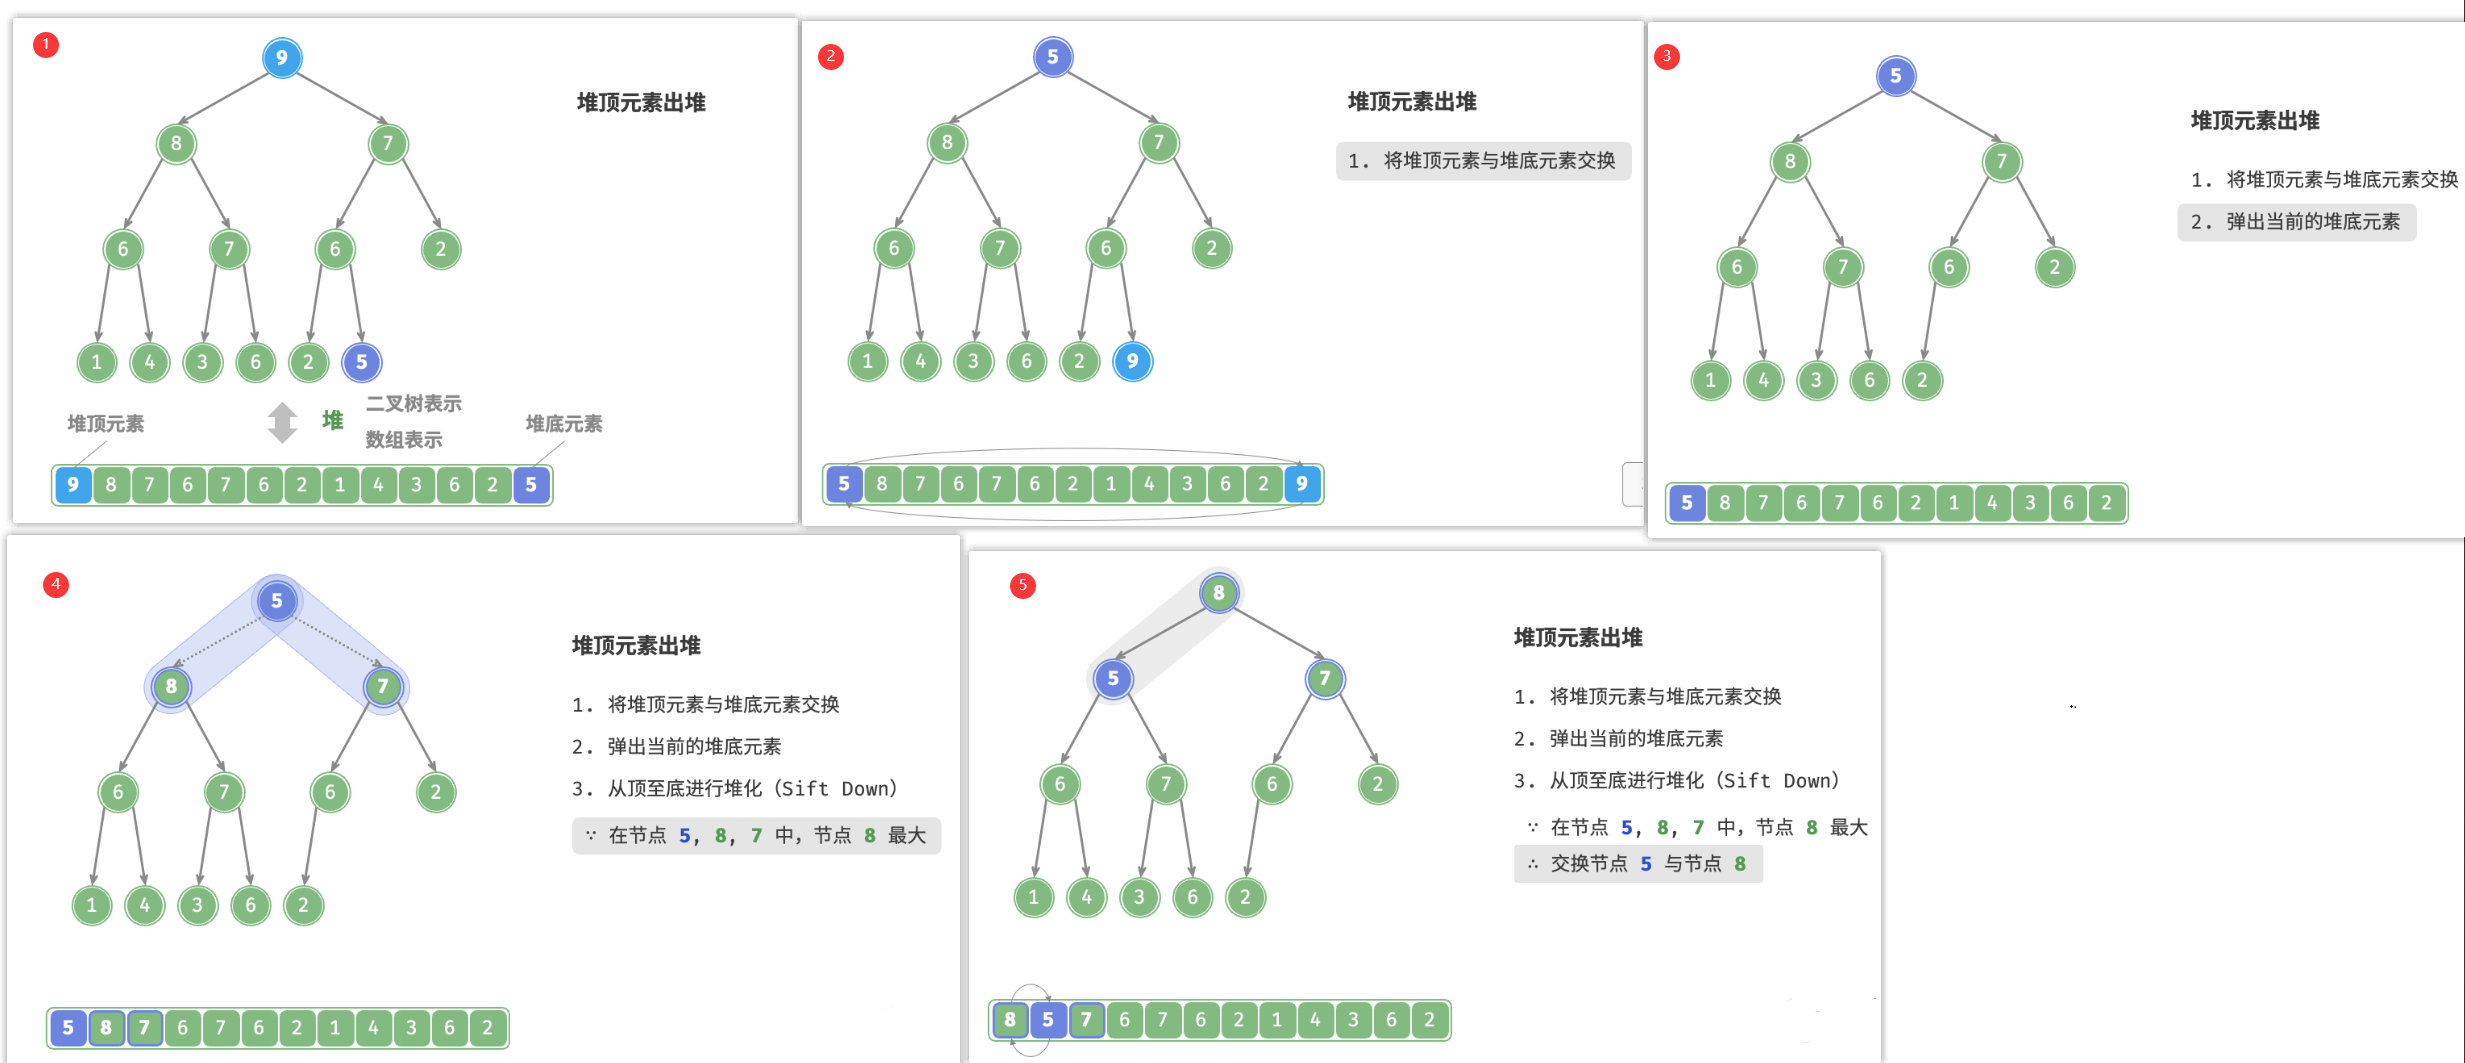 1
9
堆顶元素出堆
8 7
6 7 6 2
1 4 3 6 2 5
堆顶元素
堆
二叉树表示
数组表示
堆底元素
9 8 7 6 7 6 2 1 4 3 6 2 5
2
5
堆顶元素出堆
8 7
1. 将堆顶元素与堆底元素交换
6 7 6 2
1 4 3 6 2 9
5 8 7 6 7 6 2 1 4 3 6 2 9
3
5
堆顶元素出堆
8 7
1. 将堆顶元素与堆底元素交换
2. 弹出当前的堆底元素
6 7 6 2
1 4 3 6 2
5 8 7 6 7 6 2 1 4 3 6 2
4
5
堆顶元素出堆
8 7
1. 将堆顶元素与堆底元素交换
2. 弹出当前的堆底元素
3. 从顶至底进行堆化（Sift Down）
6 7 6 2
∵ 在节点 5, 8, 7 中，节点 8 最大
1 4 3 6 2
5 8 7 6 7 6 2 1 4 3 6 2
5
8
堆顶元素出堆
5 7
1. 将堆顶元素与堆底元素交换
2. 弹出当前的堆底元素
3. 从顶至底进行堆化（Sift Down）
6 7 6 2
∵ 在节点 5, 8, 7 中，节点 8 最大
∴ 交换节点 5 与节点 8
1 4 3 6 2
8 5 7 6 7 6 2 1 4 3 6 2